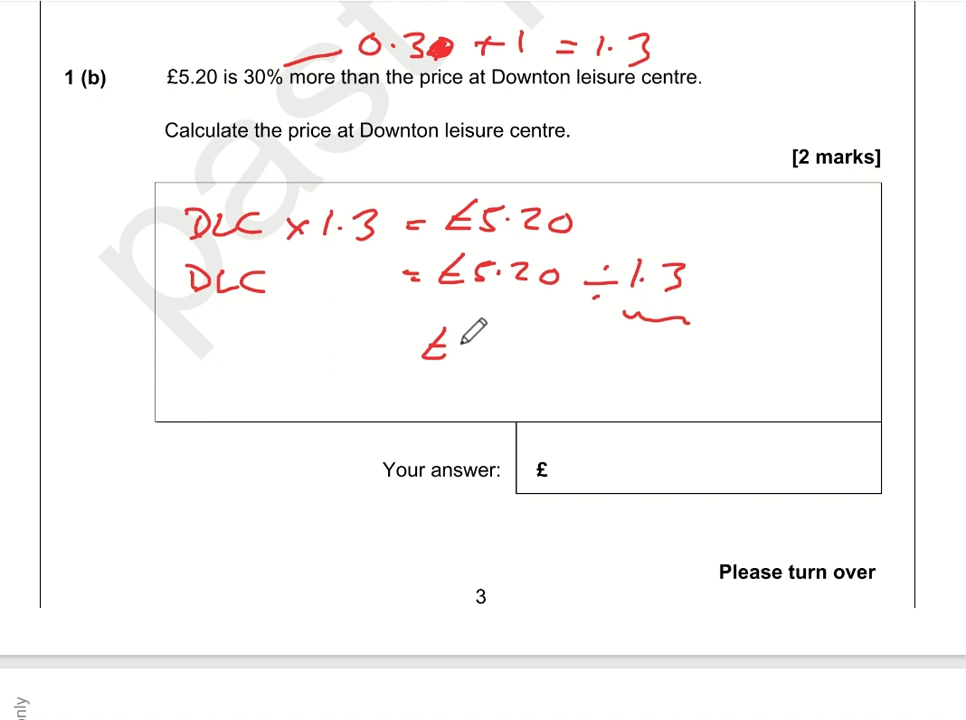 0.30 + 1 = 1.3
1 (b) £5.20 is 30% more than the price at Downton leisure centre.
Calculate the price at Downton leisure centre.
[2 marks]
DLC x 1.3 = £5.20
DLC = £5.20 ÷ 1.3
£
Your answer: £
Please turn over
3
past
only